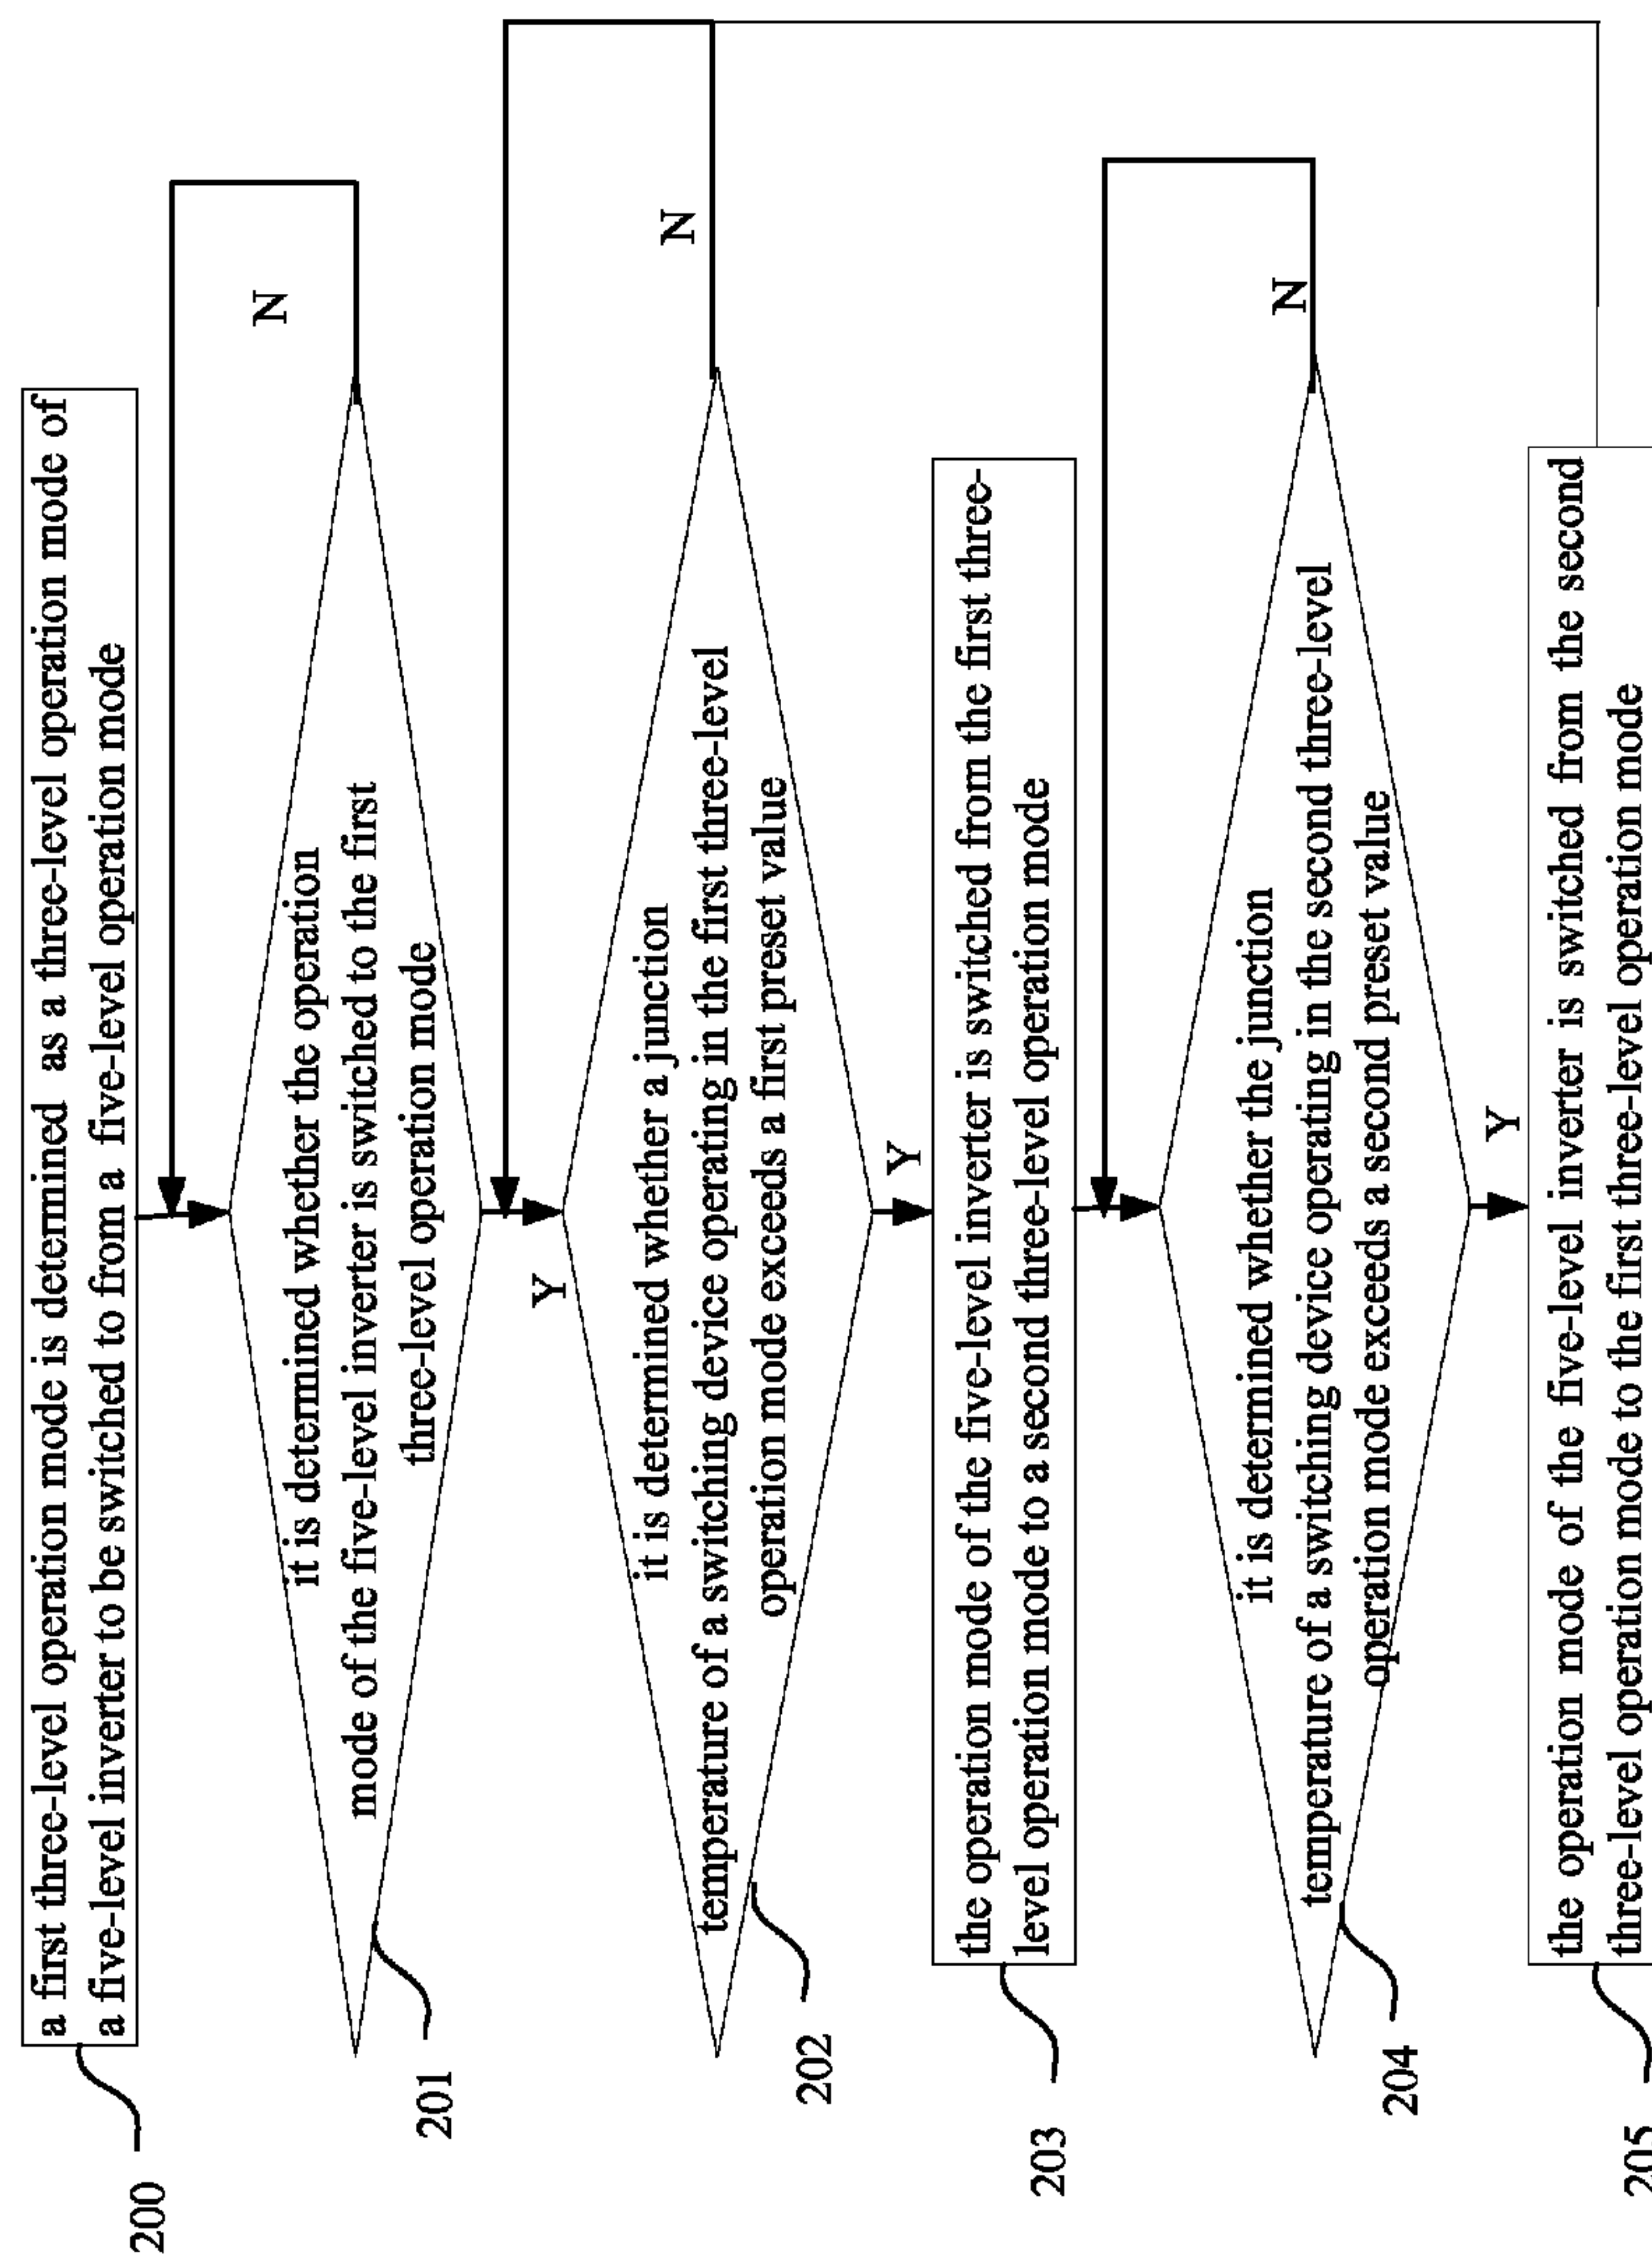 a first three-level operation mode is determined as a three-level operation mode of
a five-level inverter to be switched to from a five-level operation mode
200
N
it is determined whether the operation
mode of the five-level inverter is switched to the first
three-level operation mode
201
Y
N
it is determined whether a junction
temperature of a switching device operating in the first three-level
operation mode exceeds a first preset value
202
Y
the operation mode of the five-level inverter is switched from the first three-
level operation mode to a second three-level operation mode
203
N
it is determined whether the junction
temperature of a switching device operating in the second three-level
operation mode exceeds a second preset value
204
Y
the operation mode of the five-level inverter is switched from the second
three-level operation mode to the first three-level operation mode
205